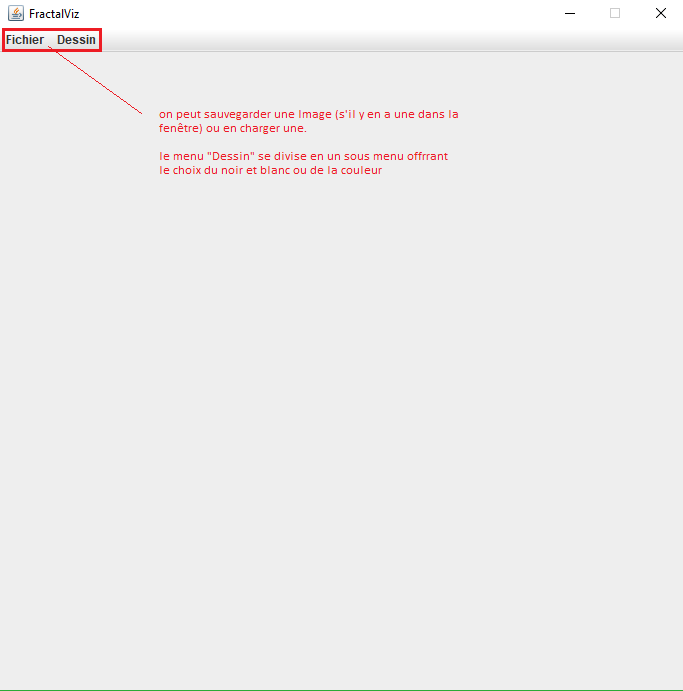 FractalViz
Fichier Dessin
on peut sauvegarder une Image (s'il y en a une dans la
fenêtre) ou en charger une.
le menu "Dessin" se divise en un sous menu offrrant
le choix du noir et blanc ou de la couleur